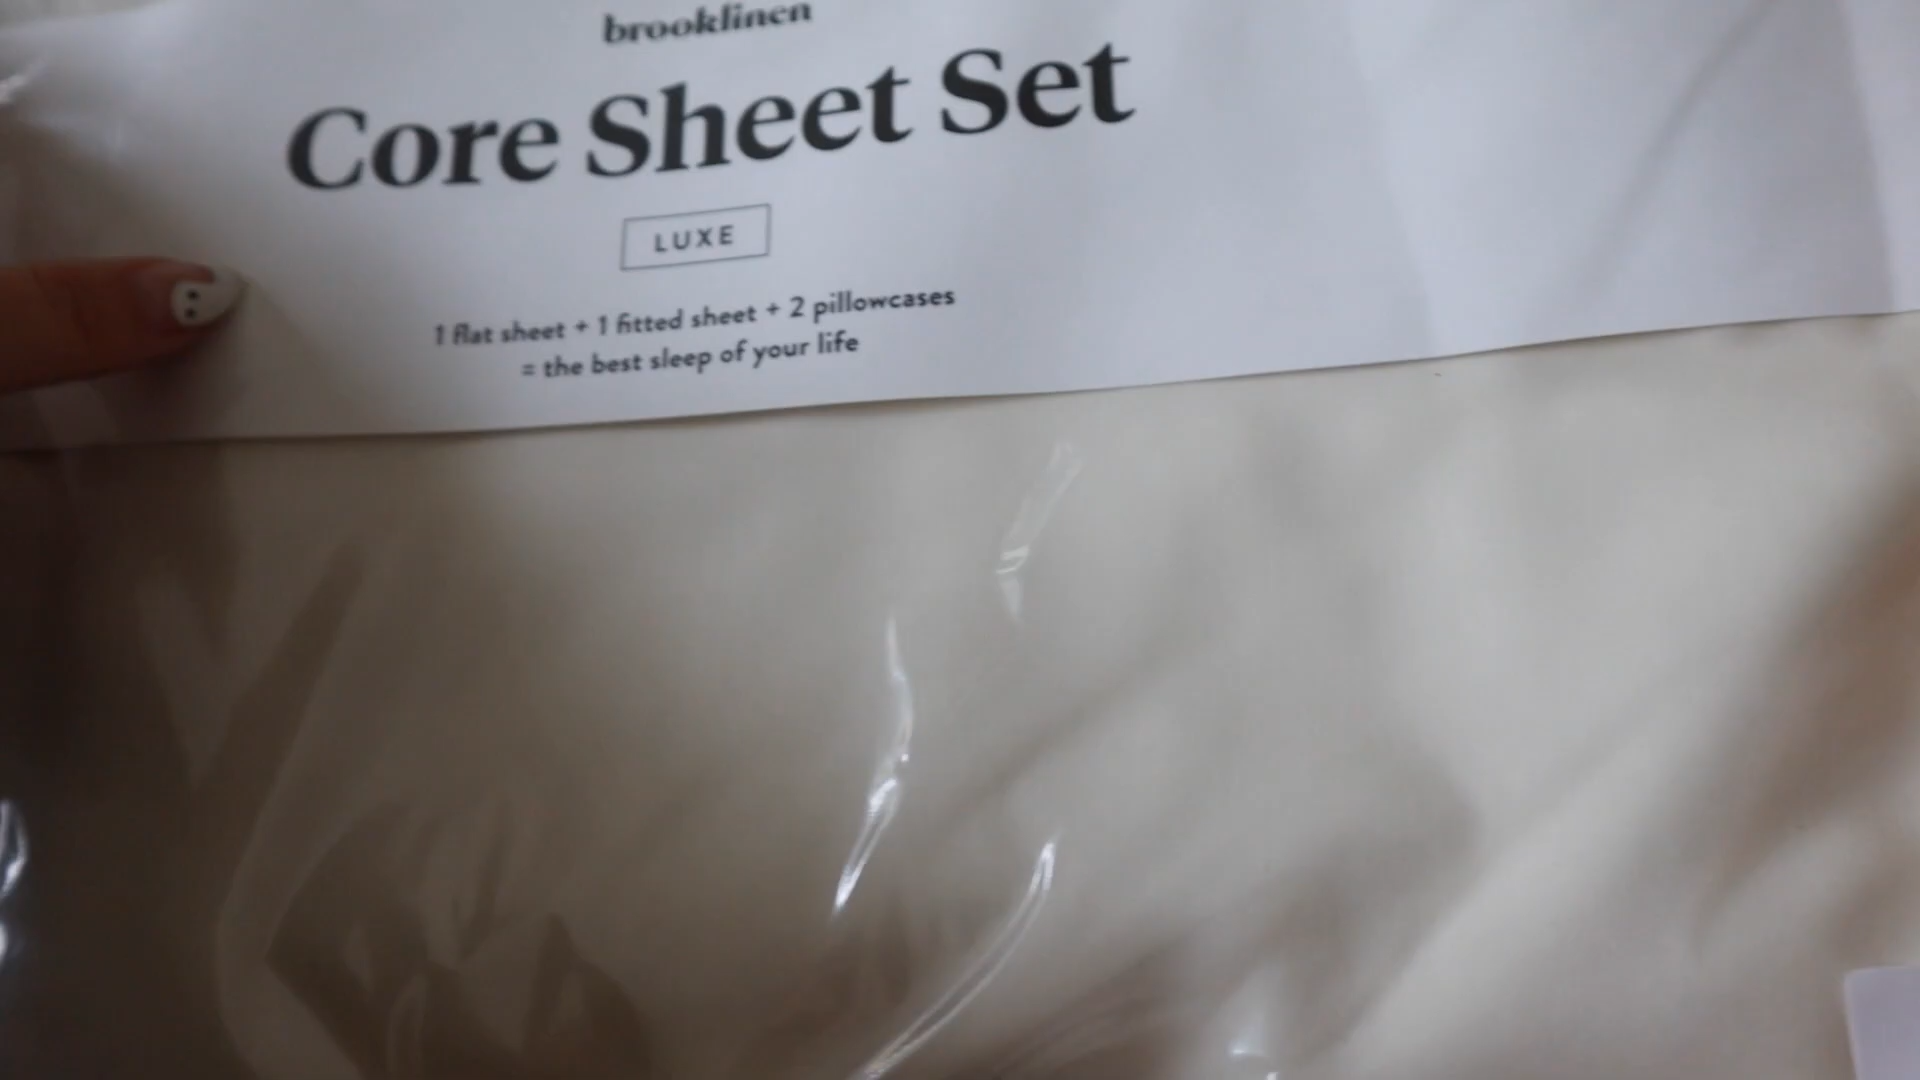 brooklinen
Core Sheet Set
LUXE
1 flat sheet + 1 fitted sheet + 2 pillowcases
= the best sleep of your life